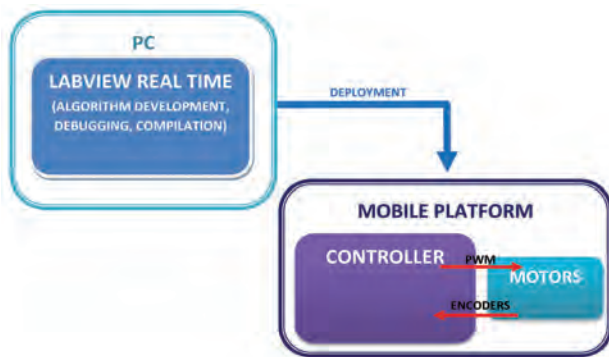 PC
LABVIEW REAL TIME
(ALGORITHM DEVELOPMENT,
DEBUGGING, COMPILATION)
DEPLOYMENT
MOBILE PLATFORM
CONTROLLER
PWM
MOTORS
ENCODERS